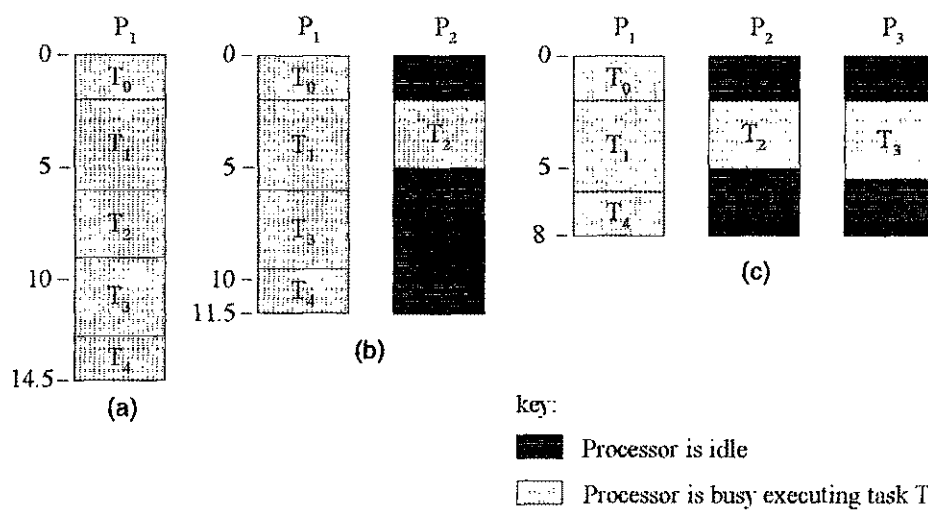 P1
0
T0
T1
5
T2
10
T3
T4
14.5
(a)
P1 P2
0
T0
T1 T2
5
T3
10
T4
11.5
(b)
P1 P2 P3
0
T0
T1 T2 T3
5
T4
8
(c)
key:
Processor is idle
Processor is busy executing task T